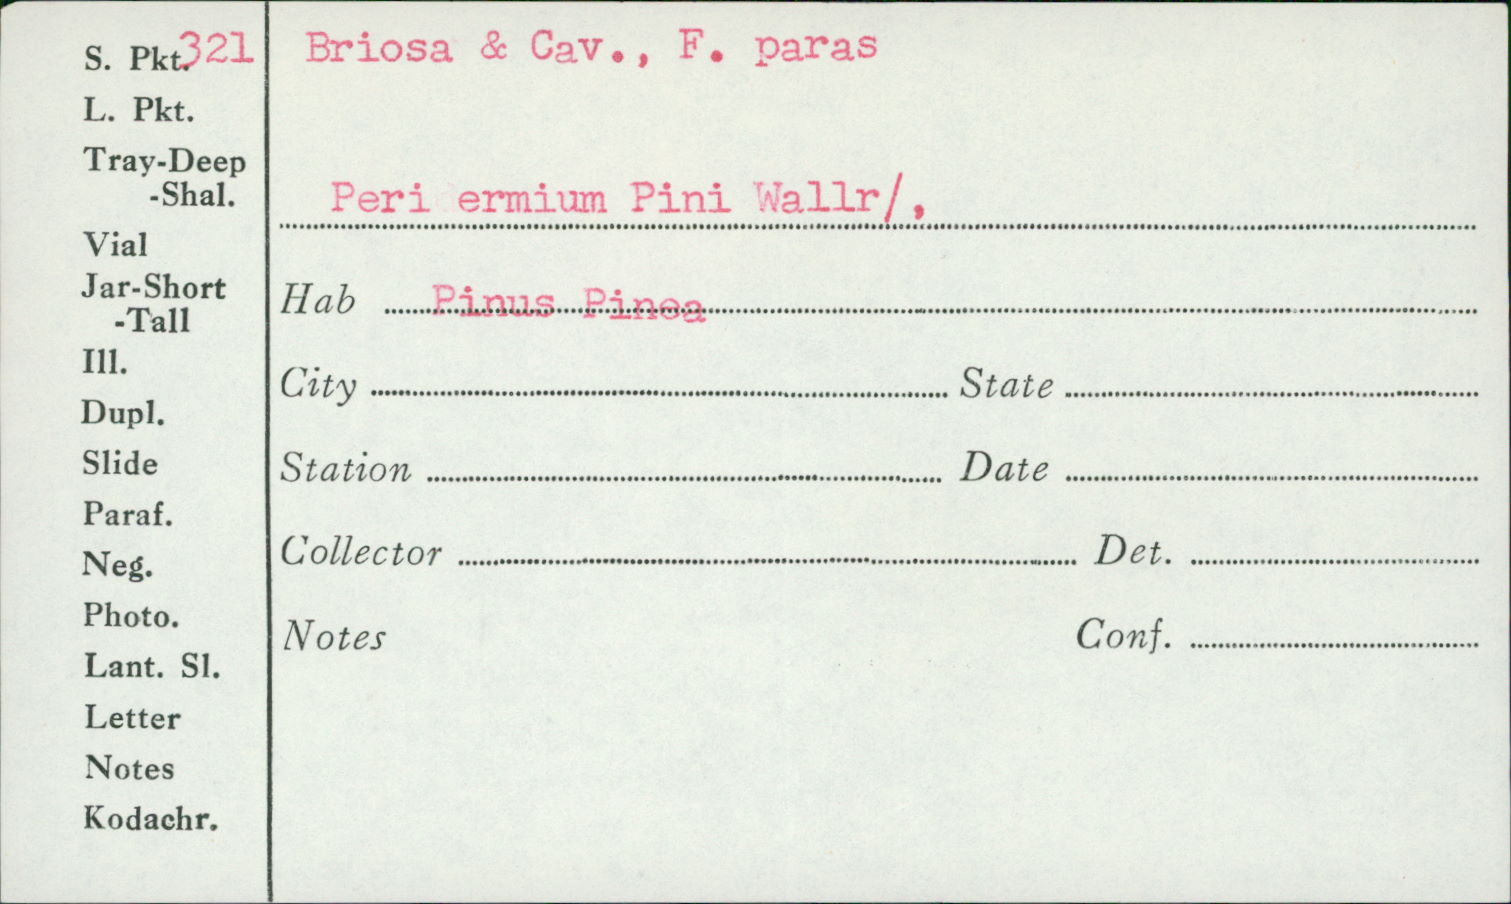 S. Pkt.321
Briosa & Cav., F. paras
L. Pkt.
Tray-Deep
-Shal.
Peri ermium Pini Wallr/,
Vial
Jar-Short
-Tall
Hab Pinus Pinea
Ill.
City State
Dupl.
Slide
Station Date
Paraf.
Neg.
Collector Det.
Photo.
Notes Conf.
Lant. Sl.
Letter
Notes
Kodachr.